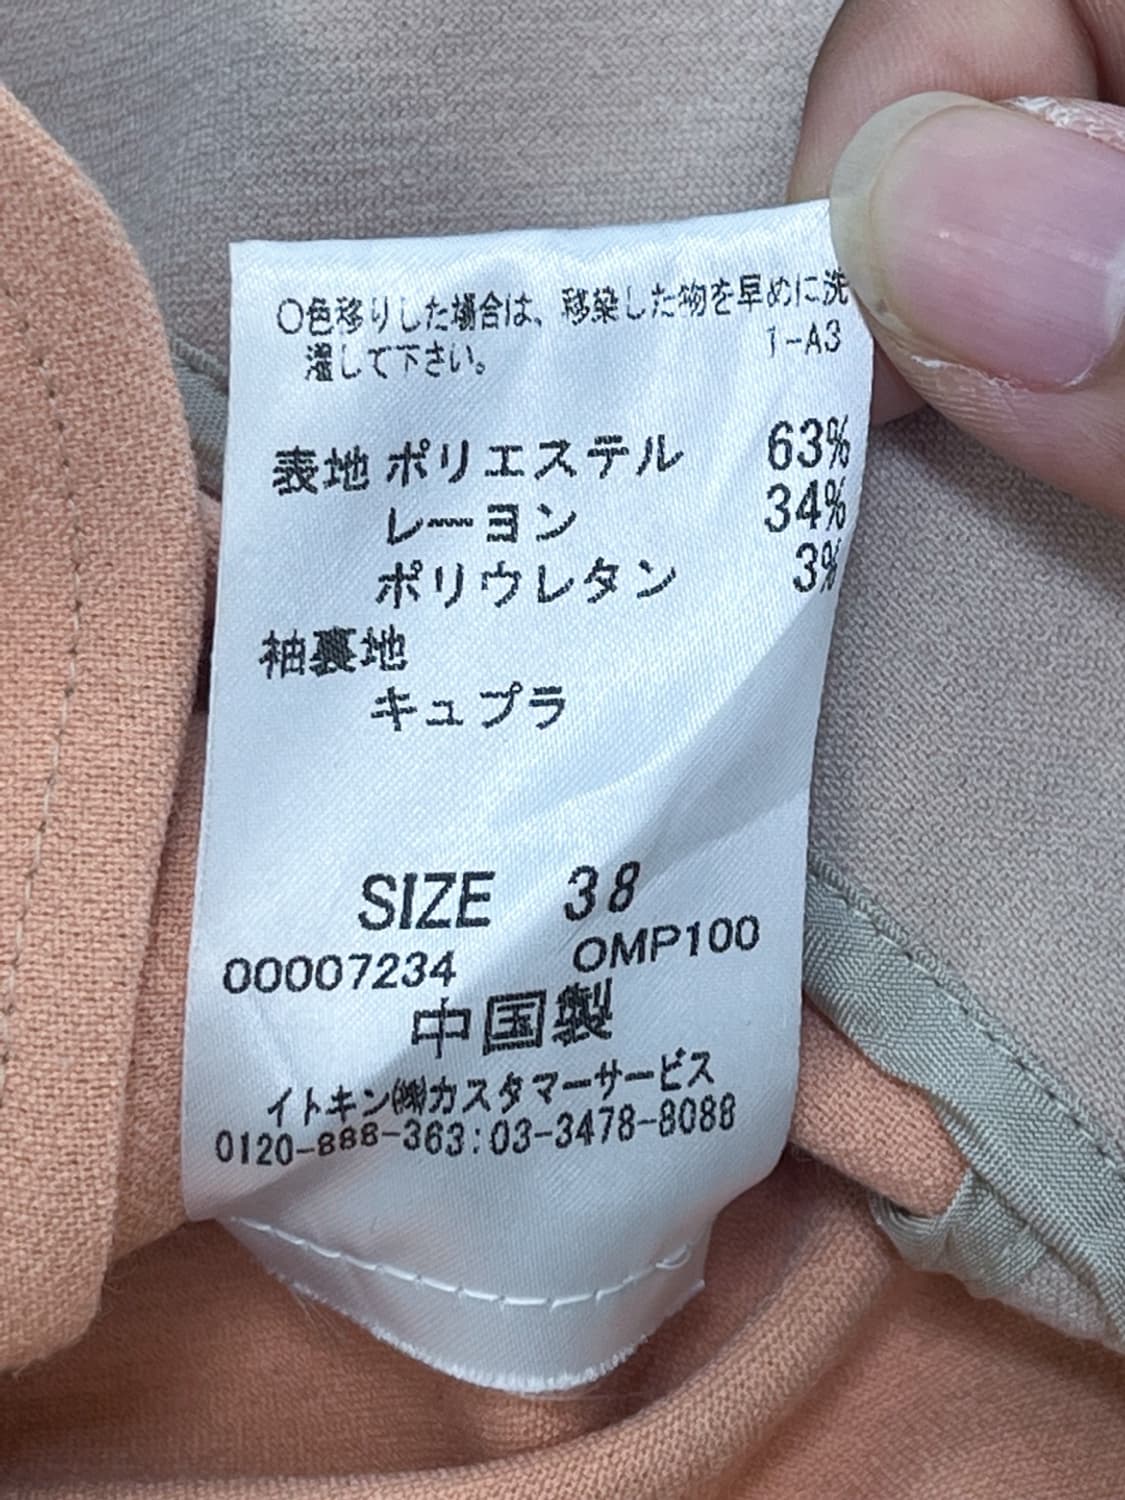 ○色移りした場合は、移染した物を早めに洗
濯して下さい。 1-A3
表地 ポリエステル 63%
レーヨン 34%
ポリウレタン 3%
袖裏地
キュプラ
SIZE 38
00007234 OMP100
中国製
イトキン㈱カスタマーサービス
0120-888-363:03-3478-8088